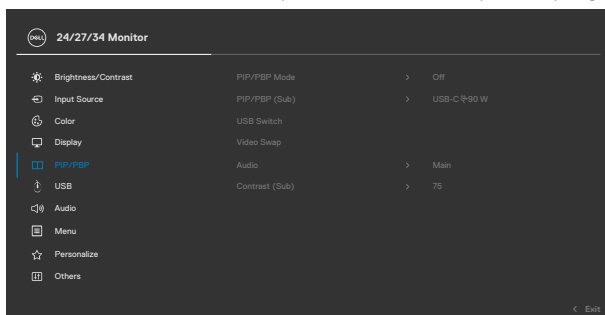 DELL 24/27/34 Monitor
Brightness/Contrast PIP/PBP Mode > Off
Input Source PIP/PBP (Sub) > USB-C 90 W
Color USB Switch
Display Video Swap
PIP/PBP Audio > Main
USB Contrast (Sub) > 75
Audio
Menu
Personalize
Others
< Exit